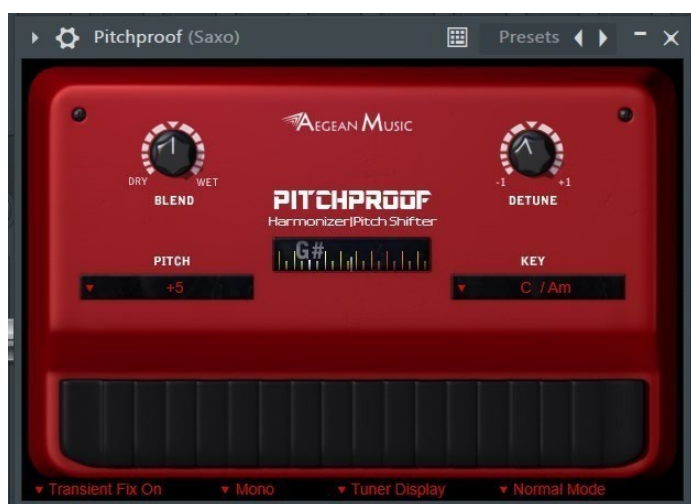 Pitchproof (Saxo) Presets
AEGEAN MUSIC
DRY WET
BLEND
-1 +1
DETUNE
PITCHPROOF
Harmonizer|Pitch Shifter
G#
PITCH
+5
KEY
C / Am
Transient Fix On Mono Tuner Display Normal Mode